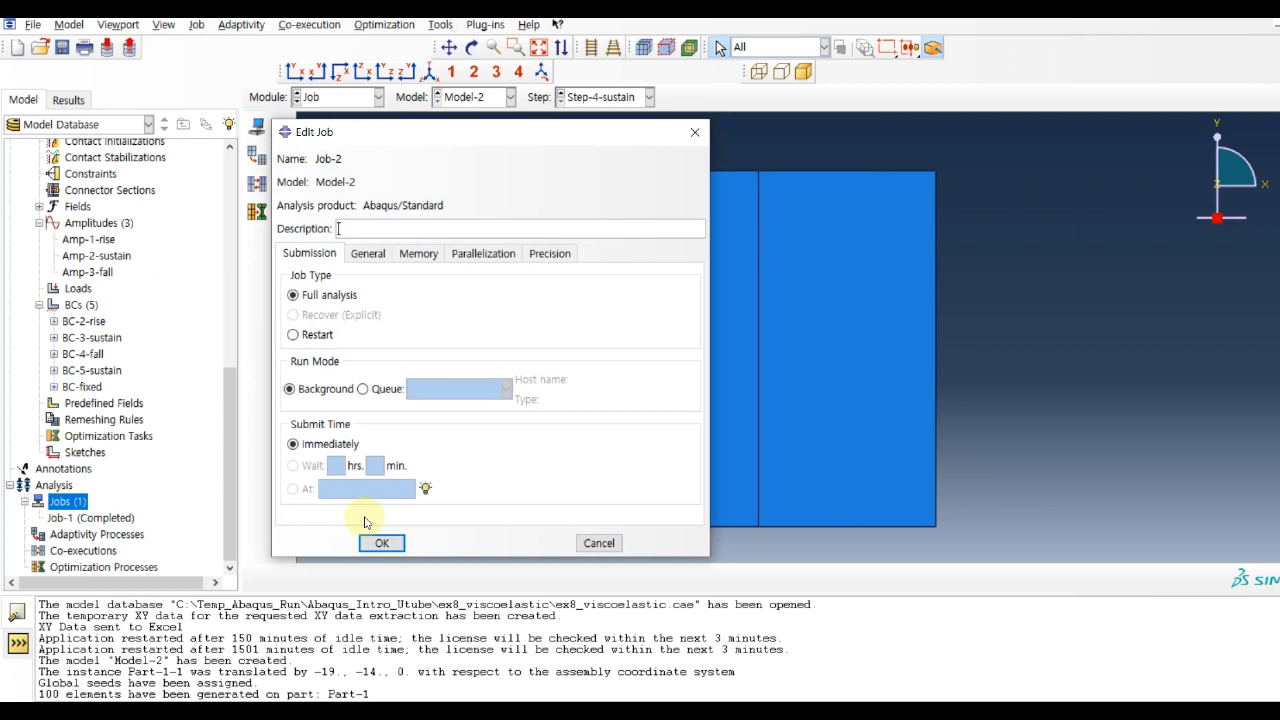 File Model Viewport View Job Adaptivity Co-execution Optimization Tools Plug-ins Help
All
1 2 3 4
Model Results
Module: Job Model: Model-2 Step: Step-4-sustain
Model Database
Contact Initializations
Contact Stabilizations
Constraints
Connector Sections
Fields
Amplitudes (3)
Amp-1-rise
Amp-2-sustain
Amp-3-fall
Loads
BCs (5)
BC-2-rise
BC-3-sustain
BC-4-fall
BC-5-sustain
BC-fixed
Predefined Fields
Remeshing Rules
Optimization Tasks
Sketches
Annotations
Analysis
Jobs (1)
Job-1 (Completed)
Adaptivity Processes
Co-executions
Optimization Processes
Edit Job
Name: Job-2
Model: Model-2
Analysis product: Abaqus/Standard
Description:
Submission General Memory Parallelization Precision
Job Type
Full analysis
Recover (Explicit)
Restart
Run Mode
Background Queue: Host name:
Type:
Submit Time
Immediately
Wait: hrs. min.
At:
OK Cancel
Y
Z X
SIM
The model database "C:\Temp_Abaqus_Run\Abaqus_Intro_Utube\ex8_viscoelastic\ex8_viscoelastic.cae" has been opened.
The temporary XY data for the requested XY data extraction has been created.
XY Data sent to Excel
Application restarted after 150 minutes of idle time; the license will be checked within the next 3 minutes.
Application restarted after 1501 minutes of idle time; the license will be checked within the next 3 minutes.
The model "Model-2" has been created.
The instance Part-1-1 was translated by -19., -14., 0. with respect to the assembly coordinate system
Global seeds have been assigned.
100 elements have been generated on part: Part-1